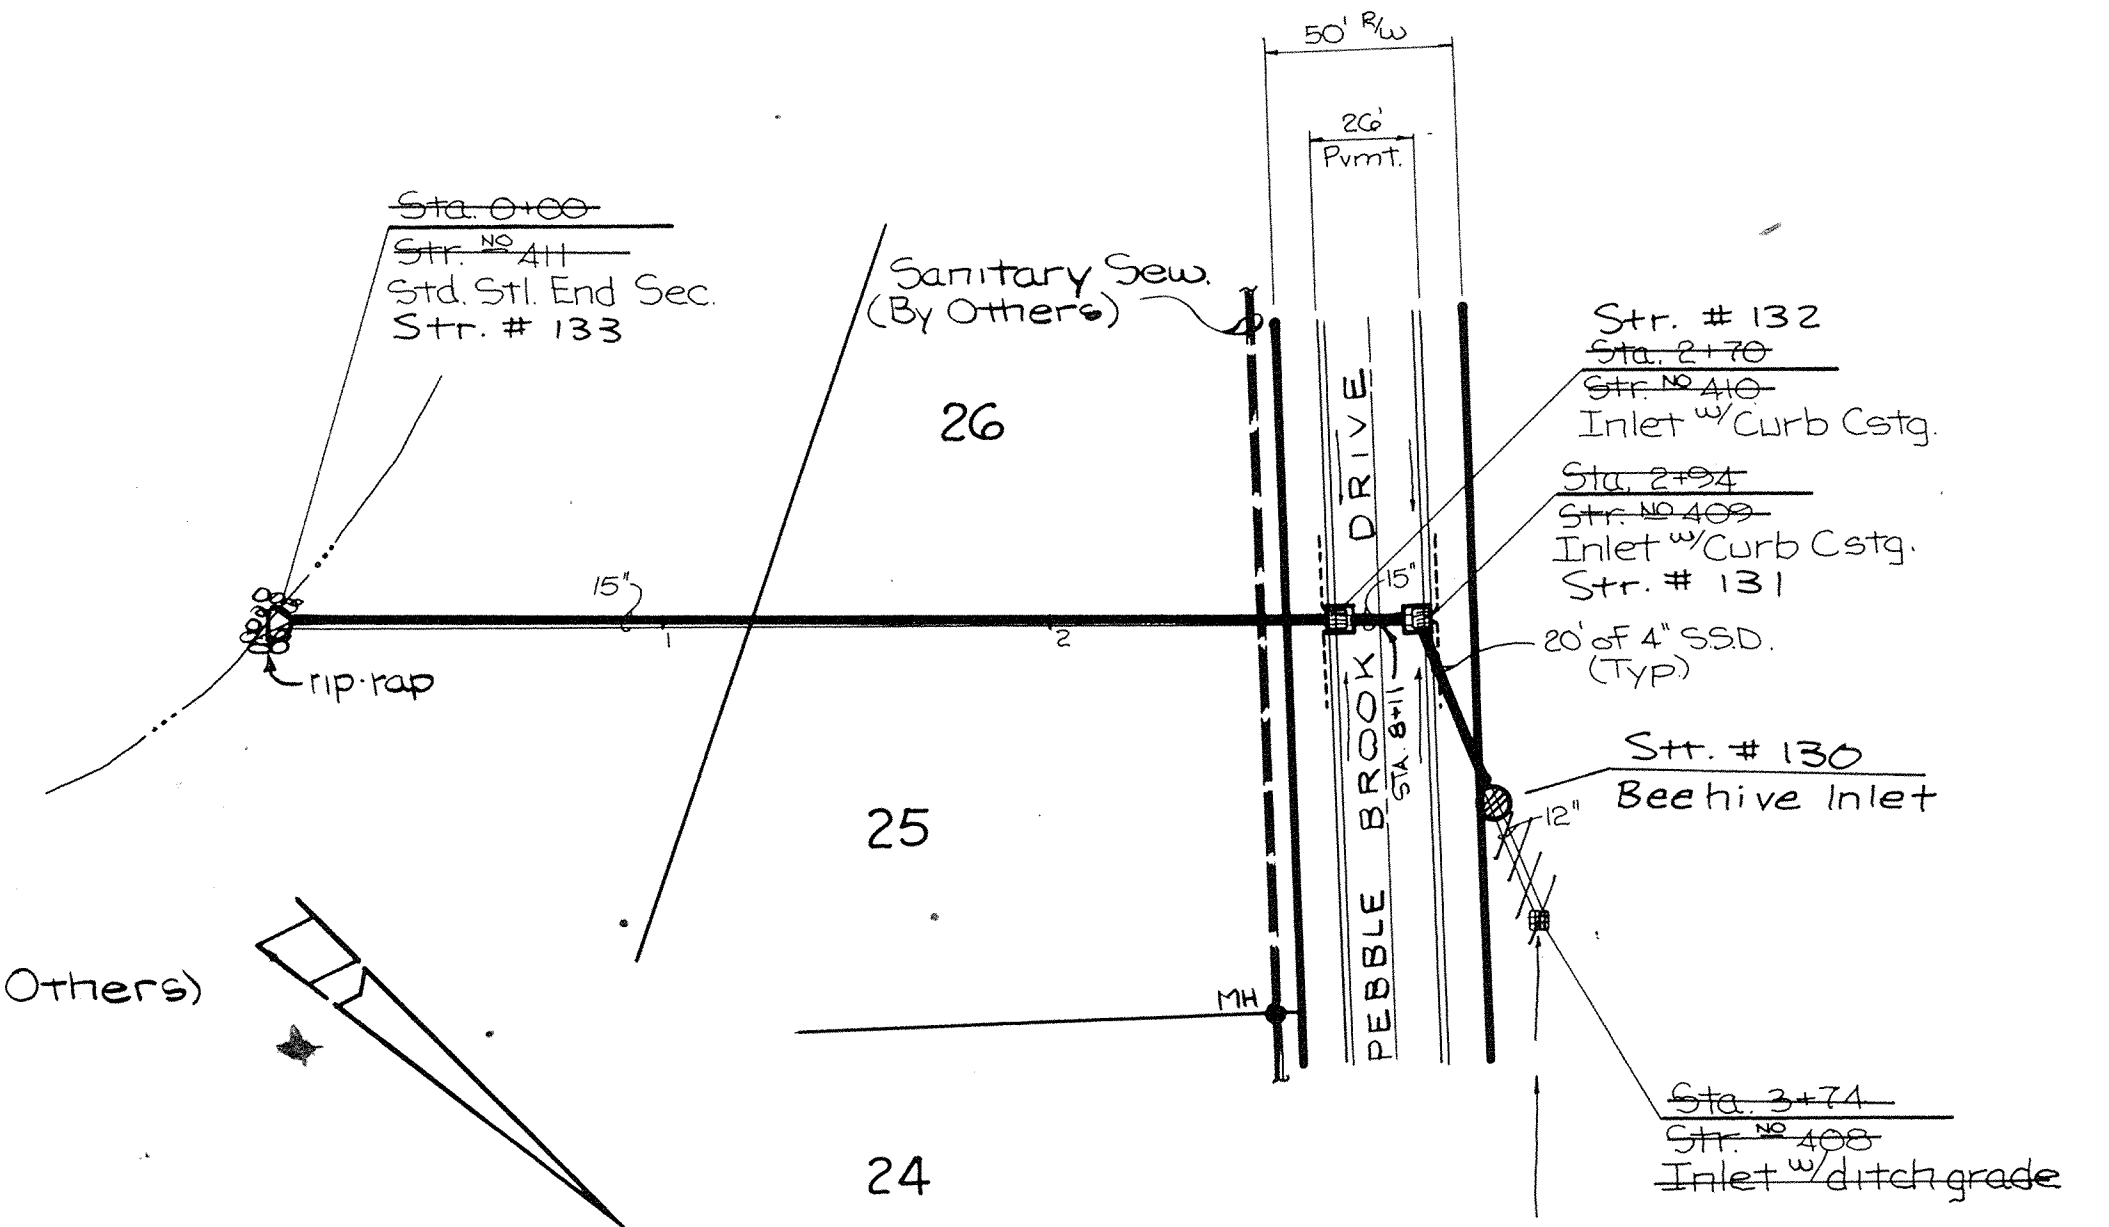 50' R/W
26'
Pvmt.
Sta. 0+00
Str. No 411
Std. Stl. End Sec.
Str. # 133
Sanitary Sew.
(By Others)
Str. # 132
Sta. 2+70
Str. No 410
Inlet w/ Curb Cstg.
26
Sta. 2+94
Str. No 409
Inlet w/ Curb Cstg.
Str. # 131
15"
15"
1
2
20' of 4" S.S.D.
(Typ.)
rip-rap
PEBBLE BROOK DRIVE
STA. 8+11
Str. # 130
Beehive Inlet
12"
25
Others)
MH
Sta. 3+74
Str. No 408
Inlet w/ ditch grade
24